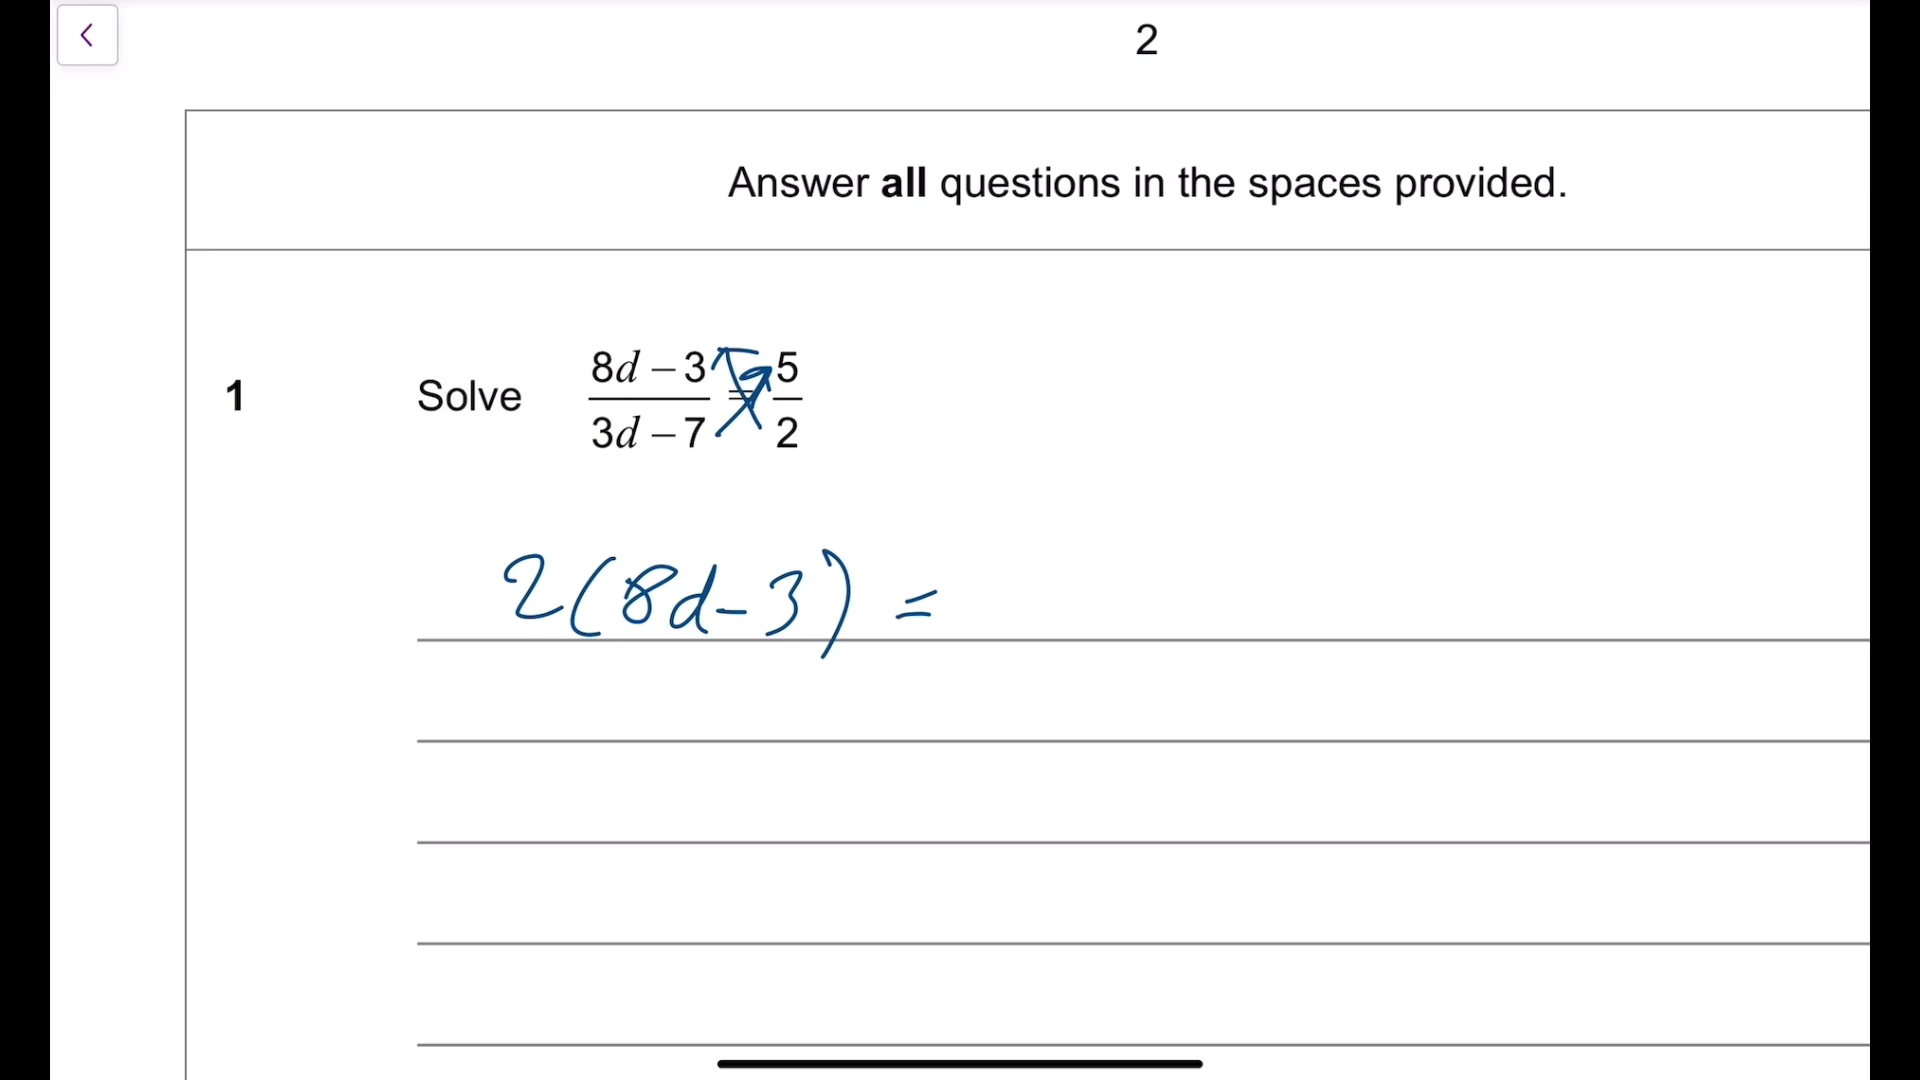 2
Answer all questions in the spaces provided.
1 Solve (8d − 3)/(3d − 7) = 5/2
2(8d-3) =